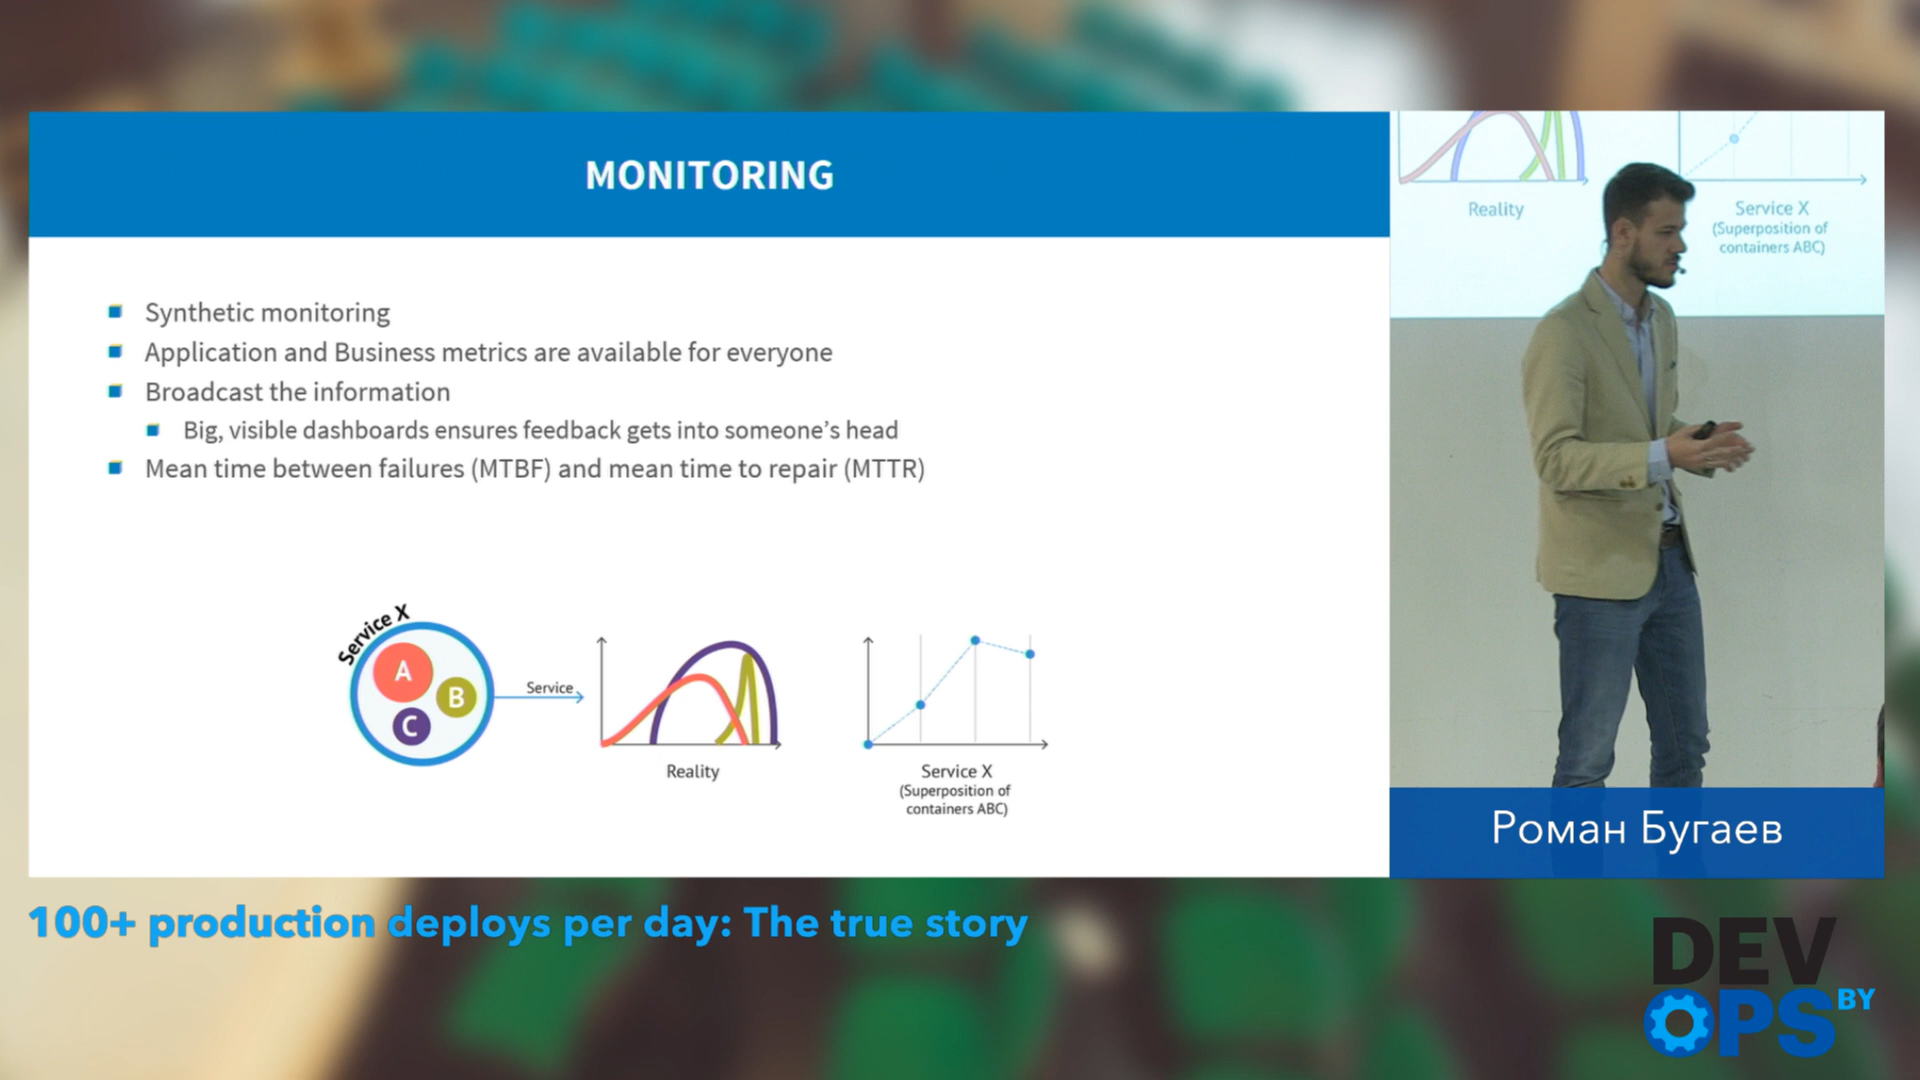 MONITORING
Synthetic monitoring
Application and Business metrics are available for everyone
Broadcast the information
Big, visible dashboards ensures feedback gets into someone’s head
Mean time between failures (MTBF) and mean time to repair (MTTR)
Service X
A
B
C
Service
Reality
Service X
(Superposition of
containers ABC)
Reality
Service X
(Superposition of
containers ABC)
Роман Бугаев
100+ production deploys per day: The true story
DEV
OPS BY